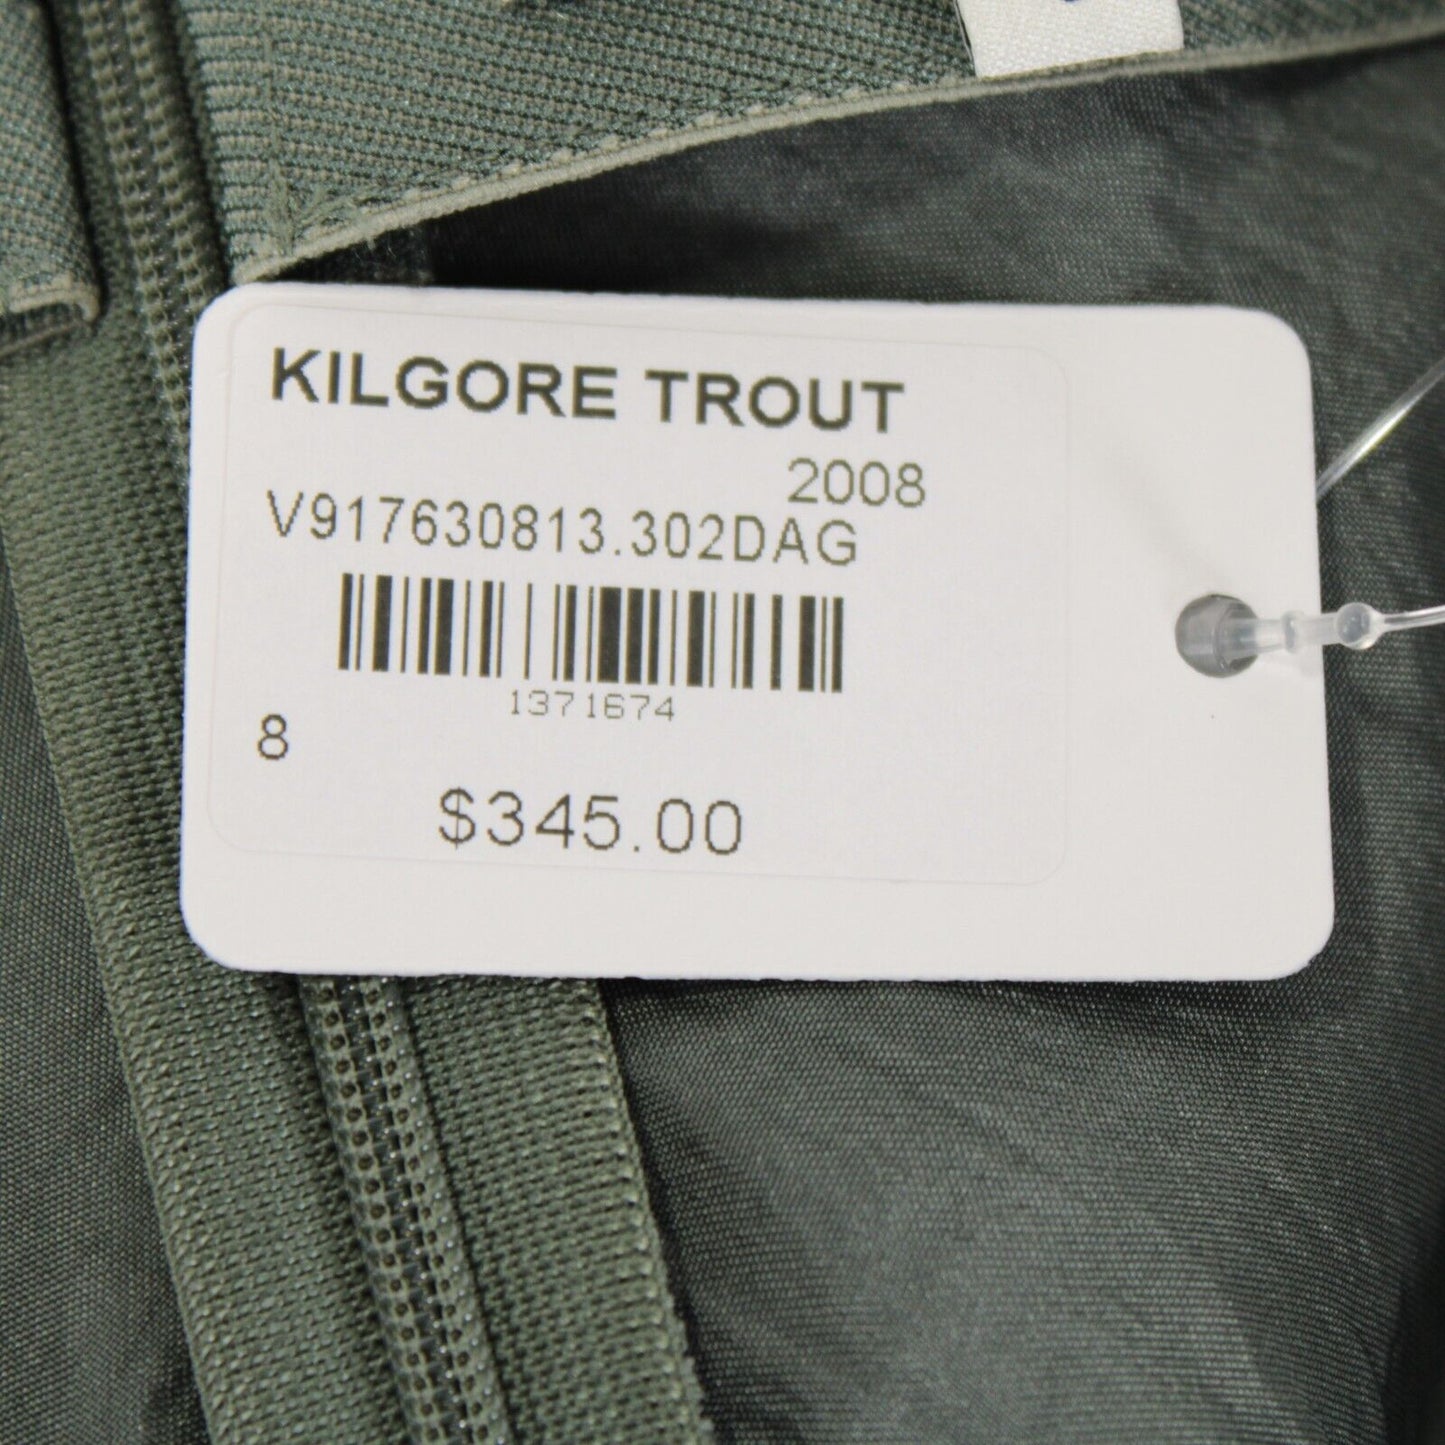 KILGORE TROUT
2008
V917630813.302DAG
1371674
8
$345.00